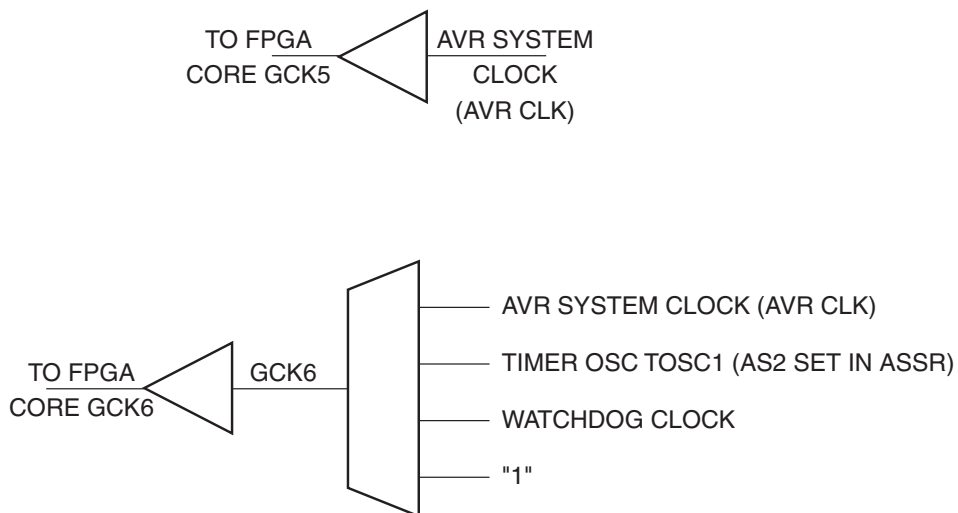 TO FPGA
CORE GCK5
AVR SYSTEM
CLOCK
(AVR CLK)
AVR SYSTEM CLOCK (AVR CLK)
TIMER OSC TOSC1 (AS2 SET IN ASSR)
TO FPGA
CORE GCK6
GCK6
WATCHDOG CLOCK
"1"